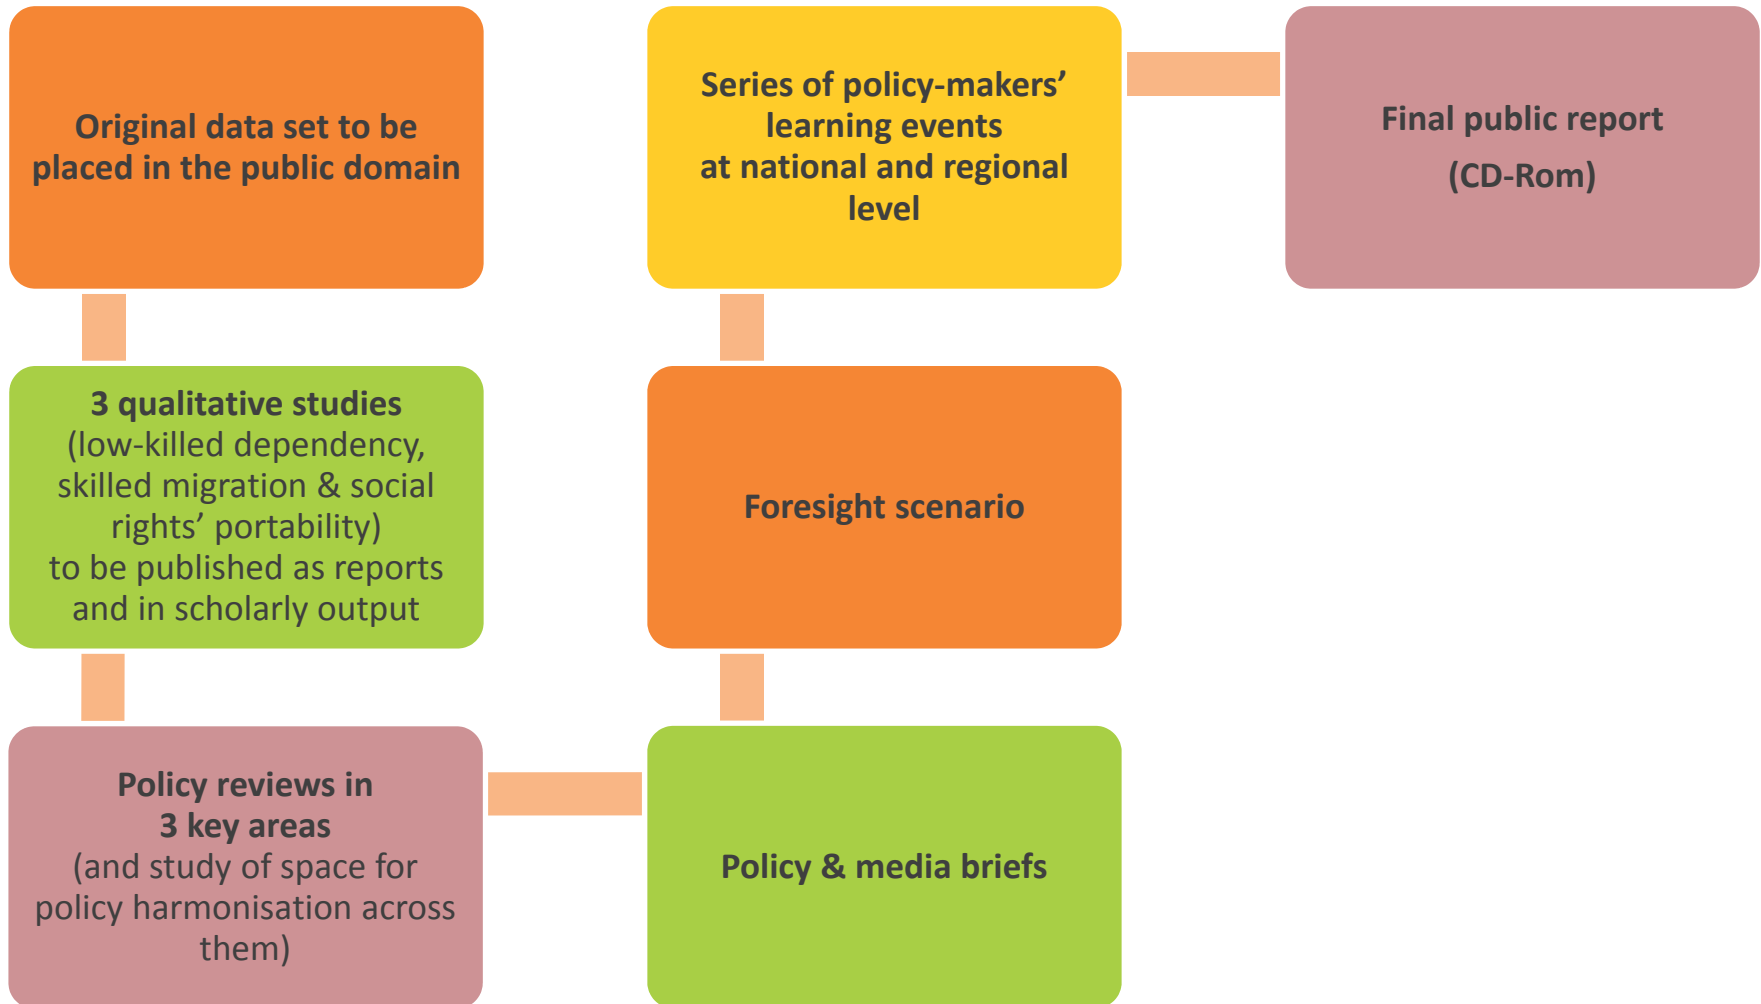 Original data set to be
placed in the public domain
3 qualitative studies
(low-killed dependency,
skilled migration & social
rights’ portability)
to be published as reports
and in scholarly output
Policy reviews in
3 key areas
(and study of space for
policy harmonisation across
them)
Policy & media briefs
Foresight scenario
Series of policy-makers’
learning events
at national and regional
level
Final public report
(CD-Rom)